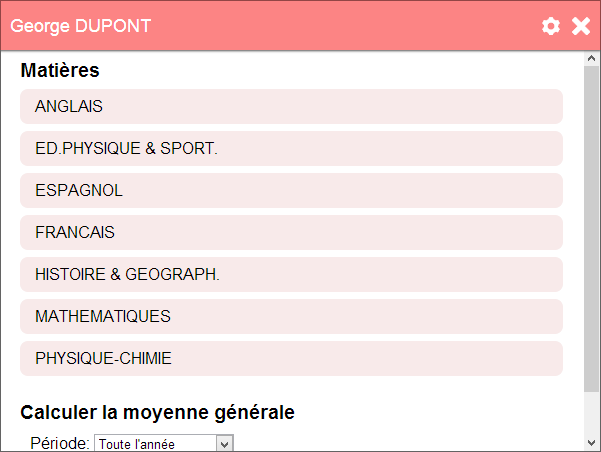 George DUPONT
Matières
ANGLAIS
ED.PHYSIQUE & SPORT.
ESPAGNOL
FRANCAIS
HISTOIRE & GEOGRAPH.
MATHEMATIQUES
PHYSIQUE-CHIMIE
Calculer la moyenne générale
Période: Toute l'année